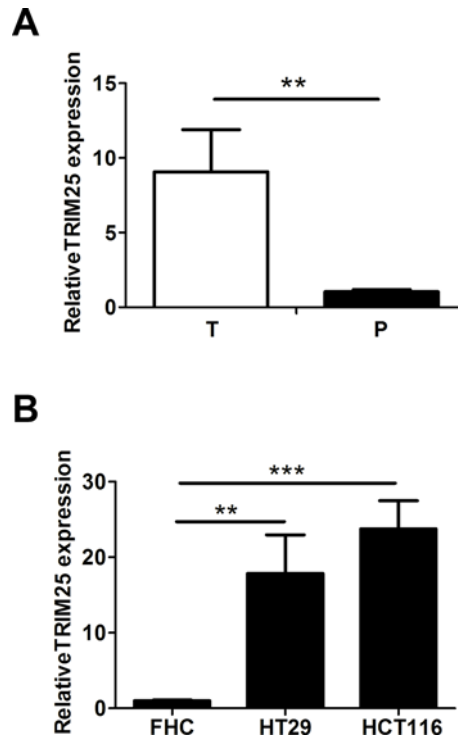 A
RelativeTRIM25 expression
15
10
5
0
**
T
P
B
RelativeTRIM25 expression
30
20
10
0
***
**
FHC
HT29
HCT116